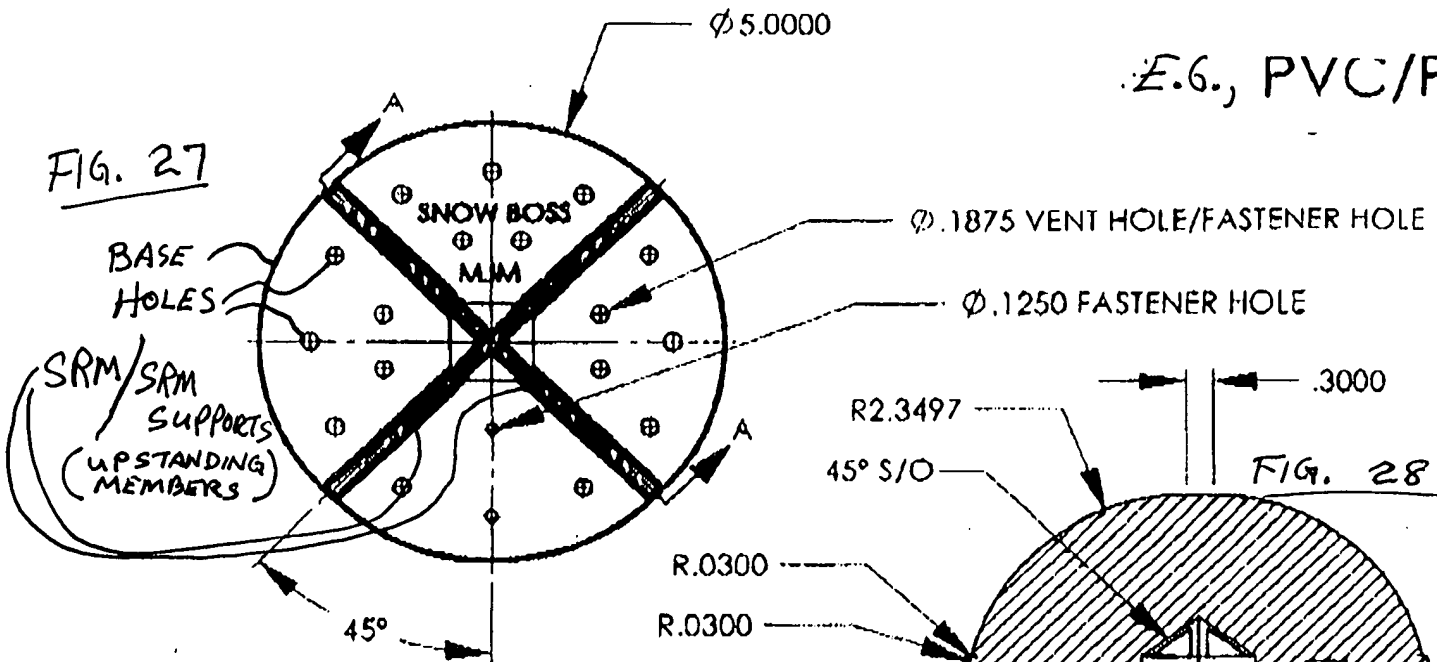 Ø5.0000
E.G., PVC/P
A
FIG. 27
SNOW BOSS
MJM
Ø.1875 VENT HOLE/FASTENER HOLE
BASE
HOLES
Ø.1250 FASTENER HOLE
SRM/SRM
SUPPORTS
(UPSTANDING
MEMBERS)
A
.3000
R2.3497
45° S/O
FIG. 28
R.0300
R.0300
45°